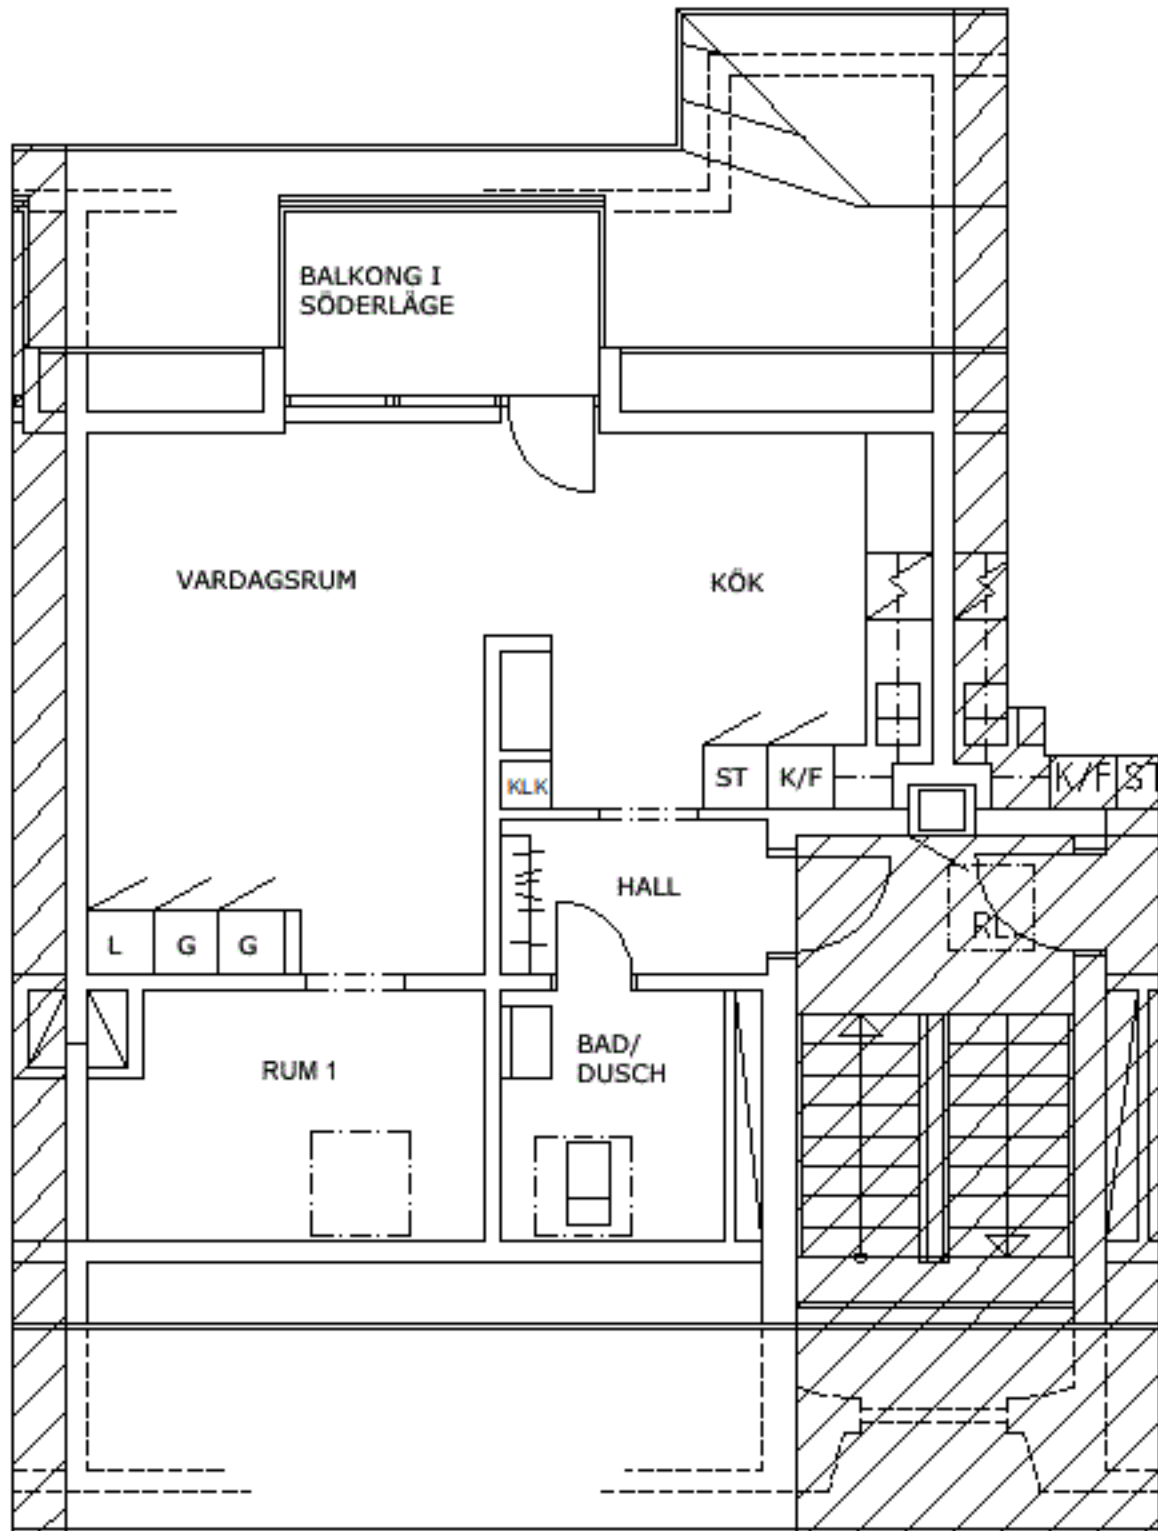 BALKONG I
SÖDERLÄGE
VARDAGSRUM
KÖK
KLK
ST
K/F
K/F
ST
HALL
RL
L
G
G
RUM 1
BAD/
DUSCH